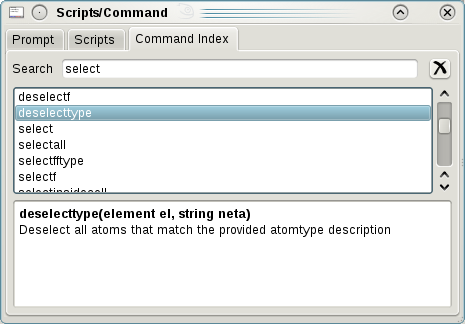 Scripts/Command
Prompt Scripts Command Index
Search select
deselectf
deselecttype
select
selectall
selectfftype
selectf
selectinsidecell
deselecttype(element el, string neta)
Deselect all atoms that match the provided atomtype description